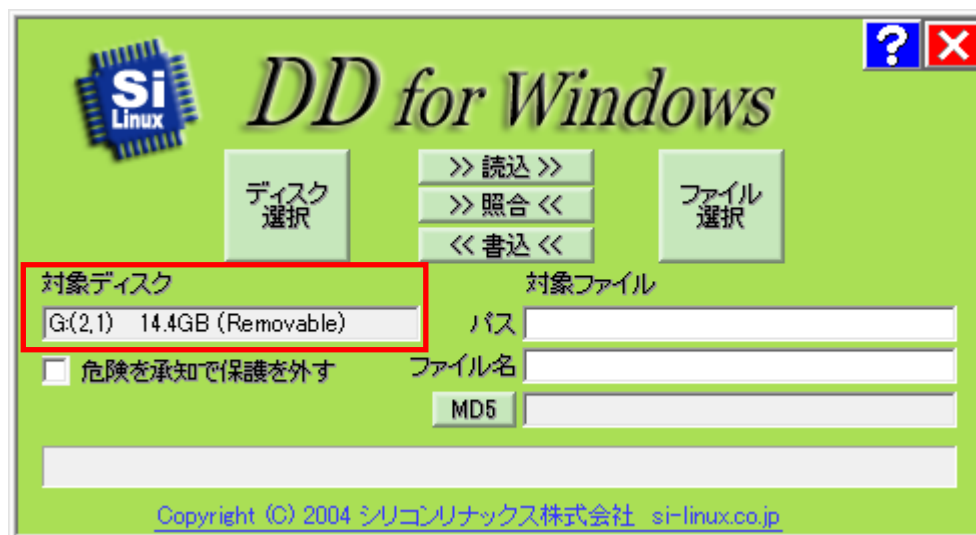 Si
Linux
DD for Windows
?
ディスク
選択
>> 読込 >>
>> 照合 <<
<< 書込 <<
ファイル
選択
対象ディスク
G:(2,1) 14.4GB (Removable)
危険を承知で保護を外す
対象ファイル
パス
ファイル名
MD5
Copyright (C) 2004 シリコンリナックス株式会社 si-linux.co.jp